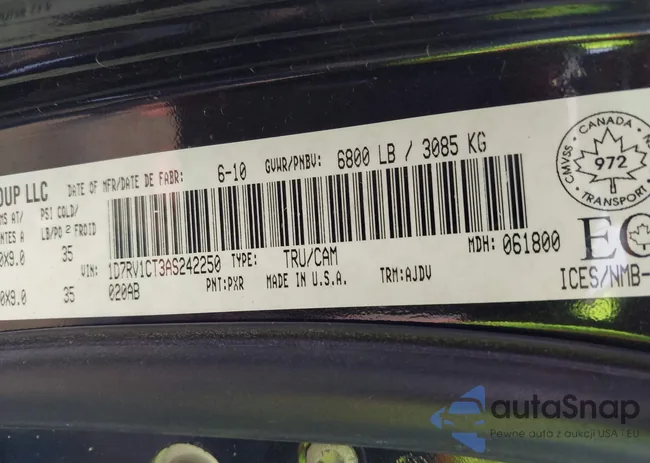 OUP LLC DATE OF MFR/DATE DE FABR: 6-10 GVWR/PNBV: 6800 LB / 3085 KG
MS AT/ PSI COLD/
NTES A LB/PO² FROID
0X9.0 35
VIN: 1D7RV1CT3AS242250 TYPE: TRU/CAM MDH: 061800
0X9.0 35 020AB PNT: PXR MADE IN U.S.A. TRM: AJDV
CMVSS CANADA
972
TRANSPORT
ICES/NMB-
autoSnap
Pewne auta z aukcji USA i EU